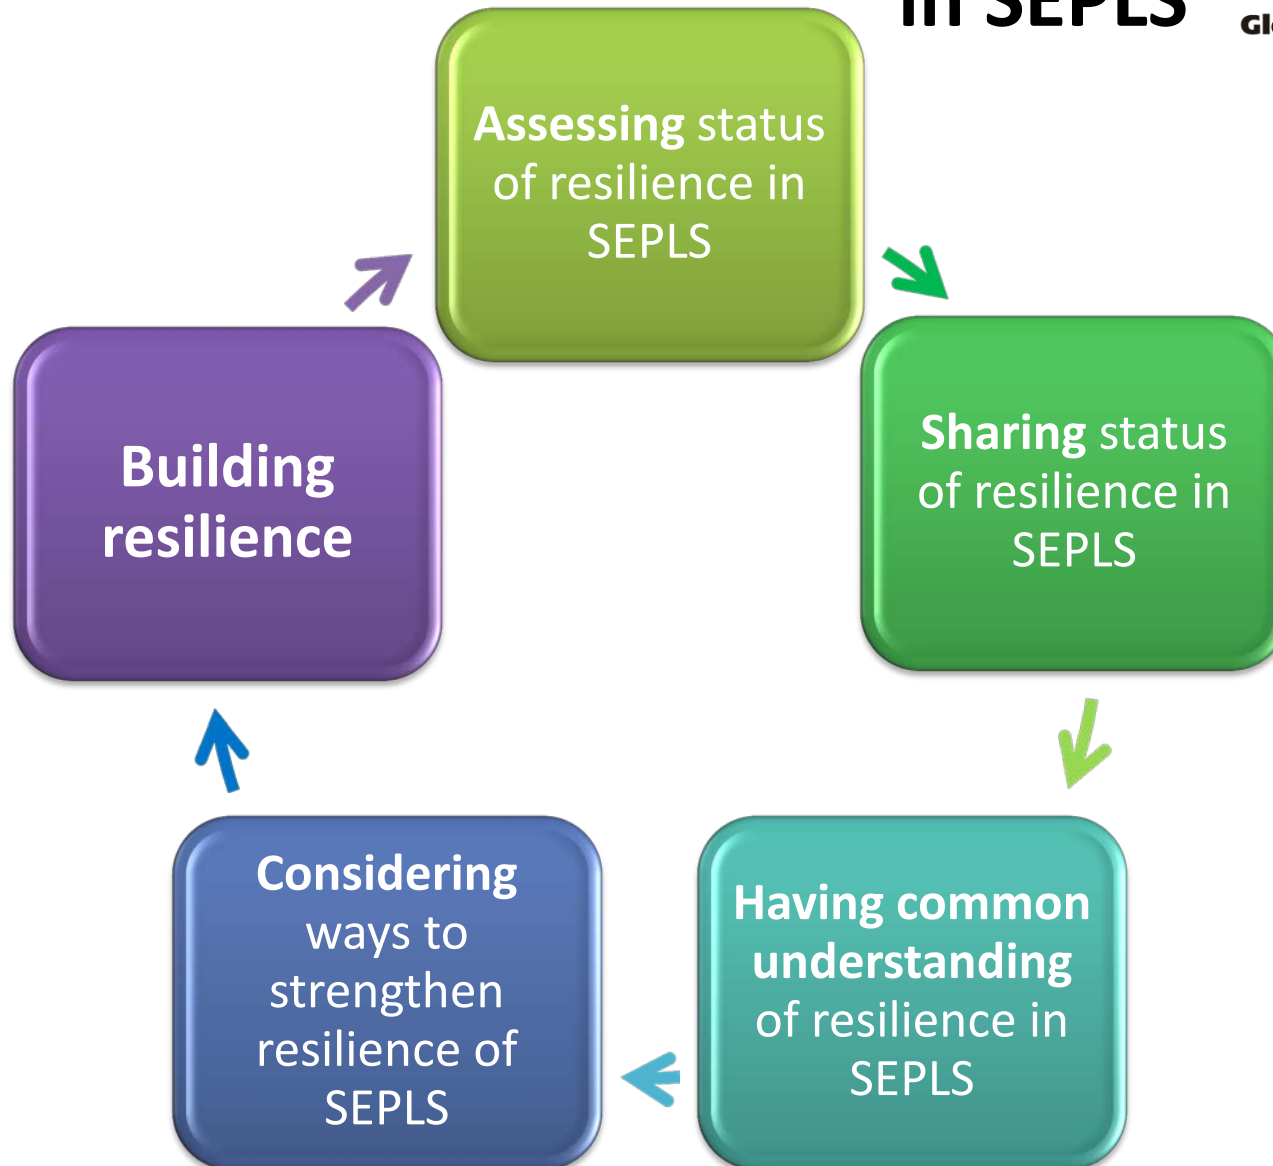 in SEPLS
Assessing status
of resilience in
SEPLS
Sharing status
of resilience in
SEPLS
Having common
understanding
of resilience in
SEPLS
Considering
ways to
strengthen
resilience of
SEPLS
Building
resilience